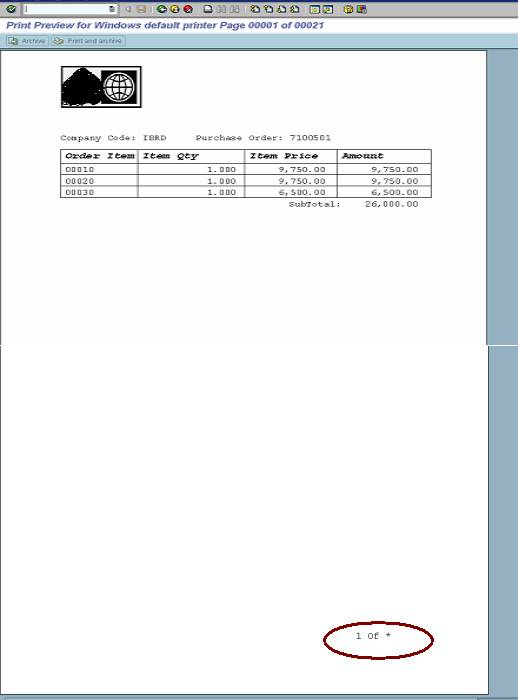 Print Preview for Windows default printer Page 00001 of 00021
Archive Print and archive
Company Code: IBRD Purchase Order: 7100501
Order Item Item Qty Item Price Amount
00010 1.000 9,750.00 9,750.00
00020 1.000 9,750.00 9,750.00
00030 1.000 6,500.00 6,500.00
SubTotal: 26,000.00
1 Of *